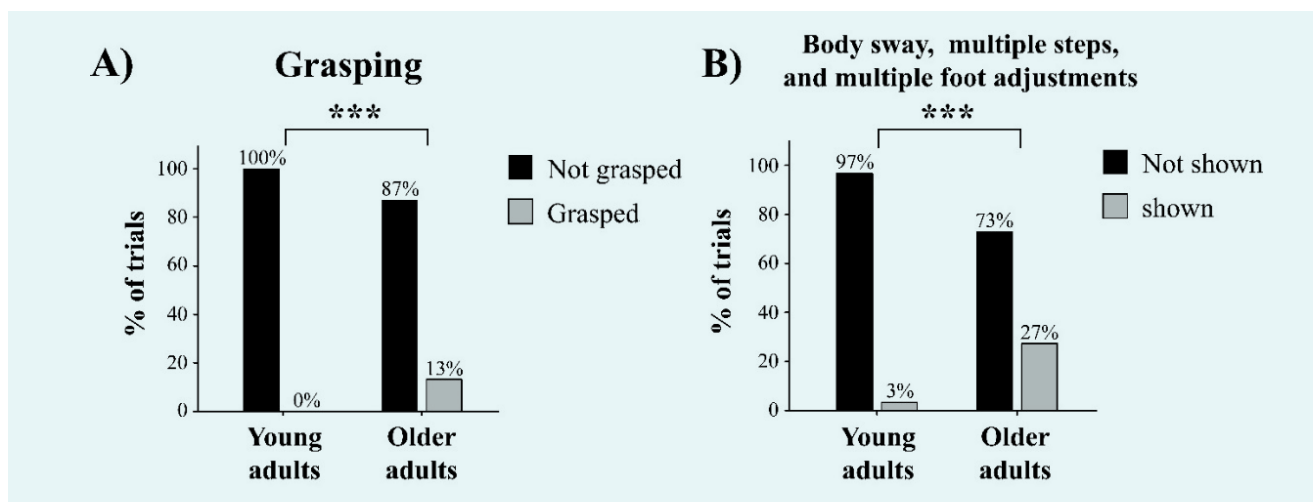 A) Grasping
***
100%
87%
13%
0%
Not grasped
Grasped
% of trials
100
80
60
40
20
0
Young adults
Older adults
B)
Body sway, multiple steps,
and multiple foot adjustments
***
97%
73%
27%
3%
Not shown
shown
% of trials
100
80
60
40
20
0
Young adults
Older adults